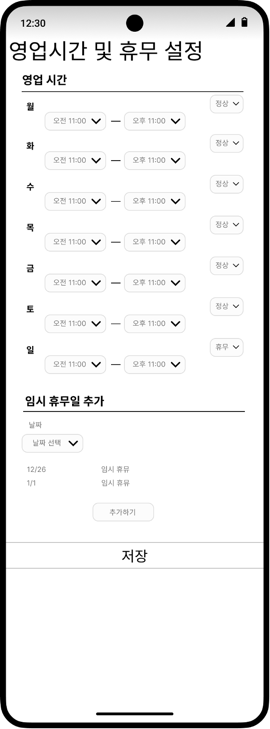 12:30
영업시간 및 휴무 설정
영업 시간
월
정상
오전 11:00 — 오후 11:00
화
정상
오전 11:00 — 오후 11:00
수
정상
오전 11:00 — 오후 11:00
목
정상
오전 11:00 — 오후 11:00
금
정상
오전 11:00 — 오후 11:00
토
정상
오전 11:00 — 오후 11:00
일
휴무
오전 11:00 — 오후 11:00
임시 휴무일 추가
날짜
날짜 선택
12/26 임시 휴뮤
1/1 임시 휴뮤
추가하기
저장